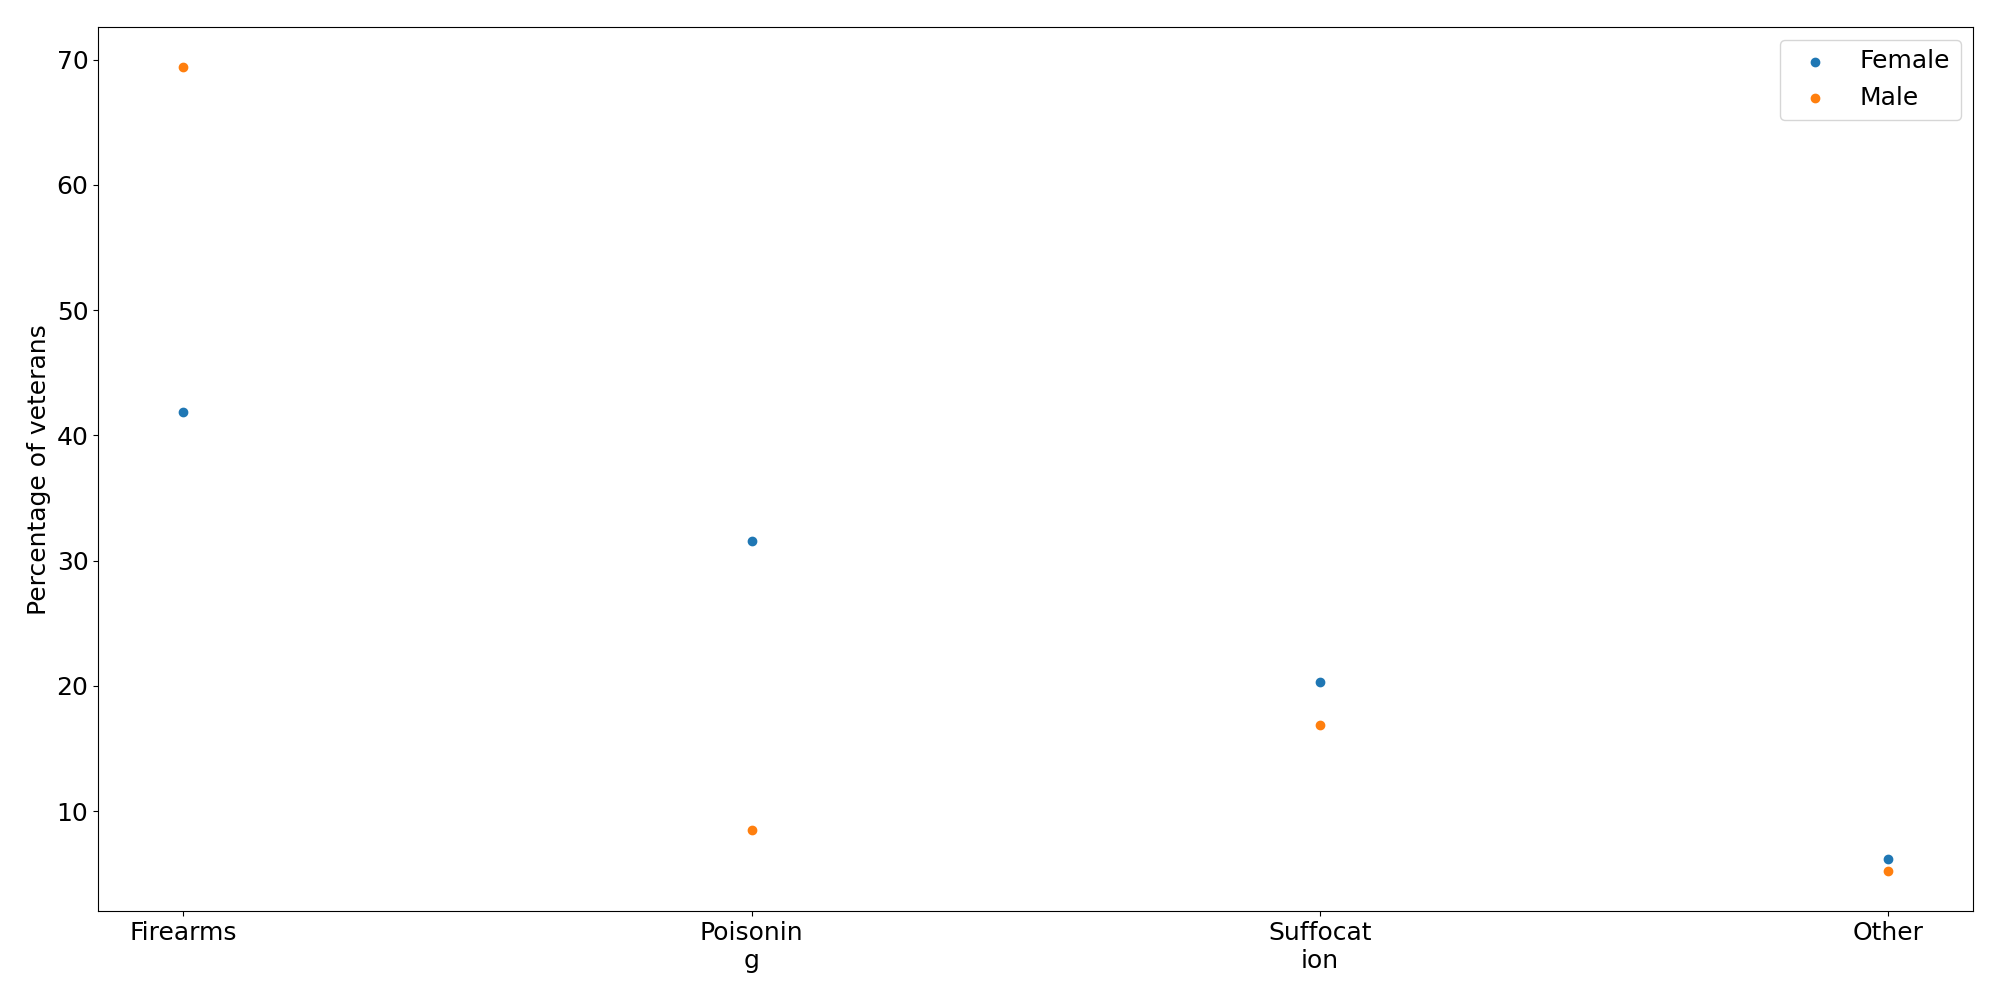 Percentage of veterans
70
60
50
40
30
20
10
Female
Male
Firearms
Poisonin
g
Suffocat
ion
Other